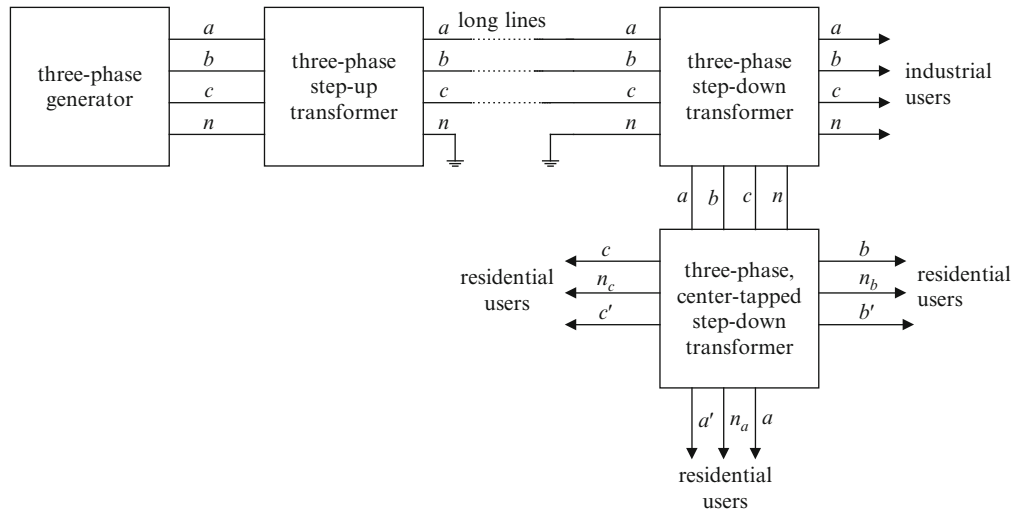 three-phase
generator
a
b
c
n
three-phase
step-up
transformer
a
b
c
n
long lines
a
b
c
n
three-phase
step-down
transformer
a
b
c
n
industrial
users
a
b
c
n
three-phase,
center-tapped
step-down
transformer
c
n_c
c'
residential
users
b
n_b
b'
residential
users
a'
n_a
a
residential
users